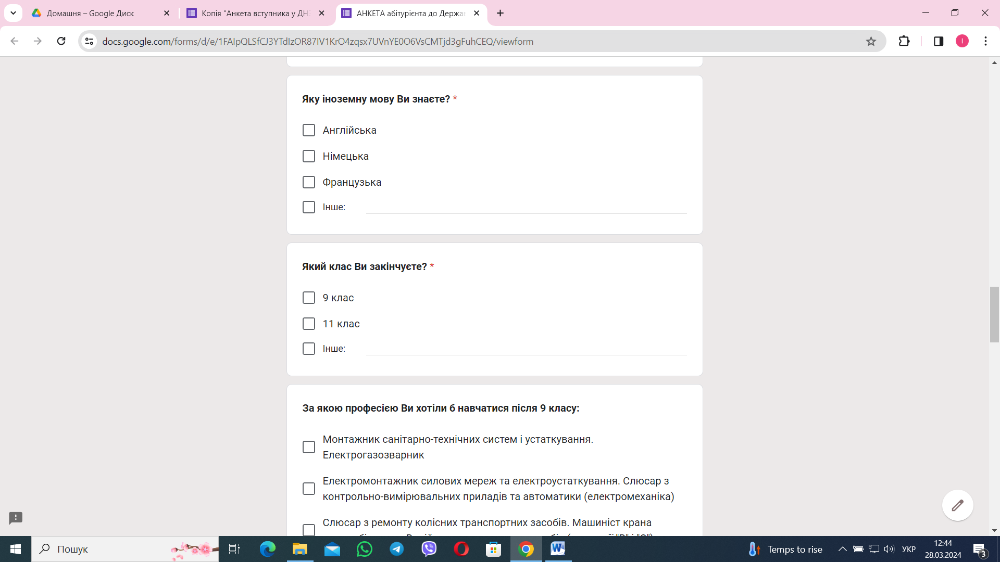 Домашня – Google Диск
Копія "Анкета вступника у ДНЗ
АНКЕТА абітурієнта до Держав
docs.google.com/forms/d/e/1FAIpQLSfCJ3YTdIzOR87IV1KrO4zqsx7UVnYE0O6VsCMTjd3gFuhCEQ/viewform
I
Яку іноземну мову Ви знаєте? *
Англійська
Німецька
Французька
Інше:
Який клас Ви закінчуєте? *
9 клас
11 клас
Інше:
За якою професією Ви хотіли б навчатися після 9 класу:
Монтажник санітарно-технічних систем і устаткування.
Електрогазозварник
Електромонтажник силових мереж та електроустаткування. Слюсар з
контрольно-вимірювальних приладів та автоматики (електромеханіка)
Слюсар з ремонту колісних транспортних засобів. Машиніст крана
Пошук
Temps to rise
УКР
12:44
28.03.2024
3